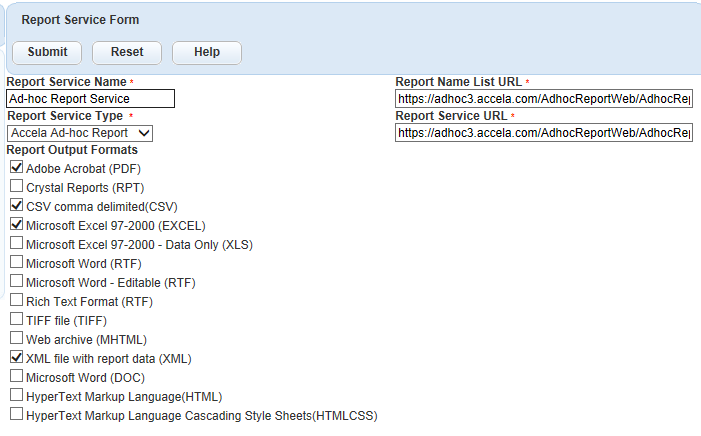 Report Service Form
Submit Reset Help
Report Service Name * Report Name List URL *
Ad-hoc Report Service https://adhoc3.accela.com/AdhocReportWeb/AdhocRep
Report Service Type * Report Service URL *
Accela Ad-hoc Report https://adhoc3.accela.com/AdhocReportWeb/AdhocRep
Report Output Formats
Adobe Acrobat (PDF)
Crystal Reports (RPT)
CSV comma delimited(CSV)
Microsoft Excel 97-2000 (EXCEL)
Microsoft Excel 97-2000 - Data Only (XLS)
Microsoft Word (RTF)
Microsoft Word - Editable (RTF)
Rich Text Format (RTF)
TIFF file (TIFF)
Web archive (MHTML)
XML file with report data (XML)
Microsoft Word (DOC)
HyperText Markup Language(HTML)
HyperText Markup Language Cascading Style Sheets(HTMLCSS)